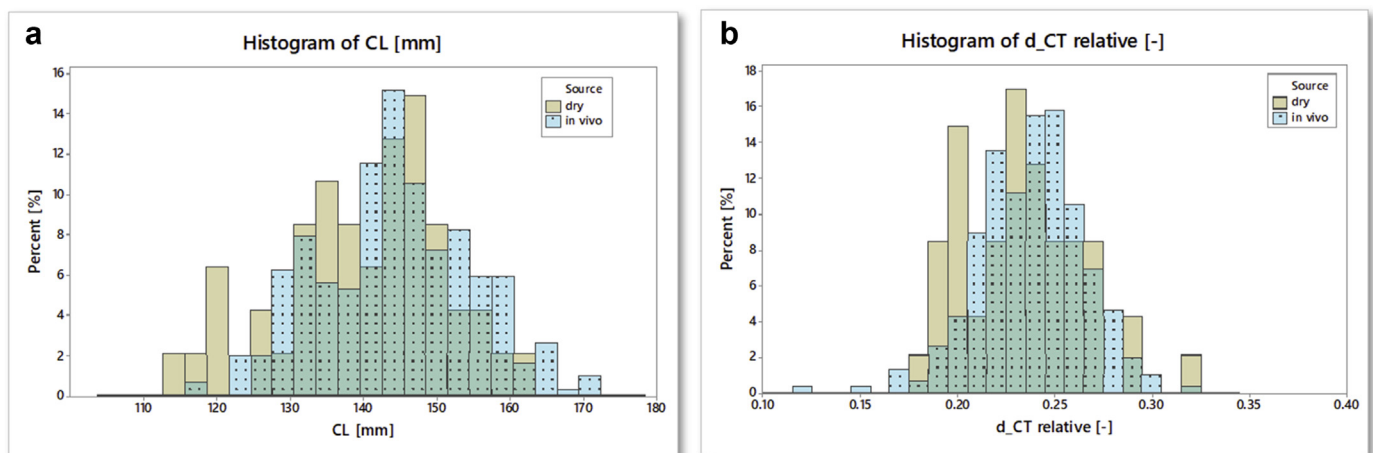 a
Histogram of CL [mm]
16
14
12
10
8
6
4
2
0
Percent [%]
Source
dry
in vivo
110 120 130 140 150 160 170 180
CL [mm]
b
Histogram of d_CT relative [-]
18
16
14
12
10
8
6
4
2
0
Percent [%]
Source
dry
in vivo
0.10 0.15 0.20 0.25 0.30 0.35 0.40
d_CT relative [-]